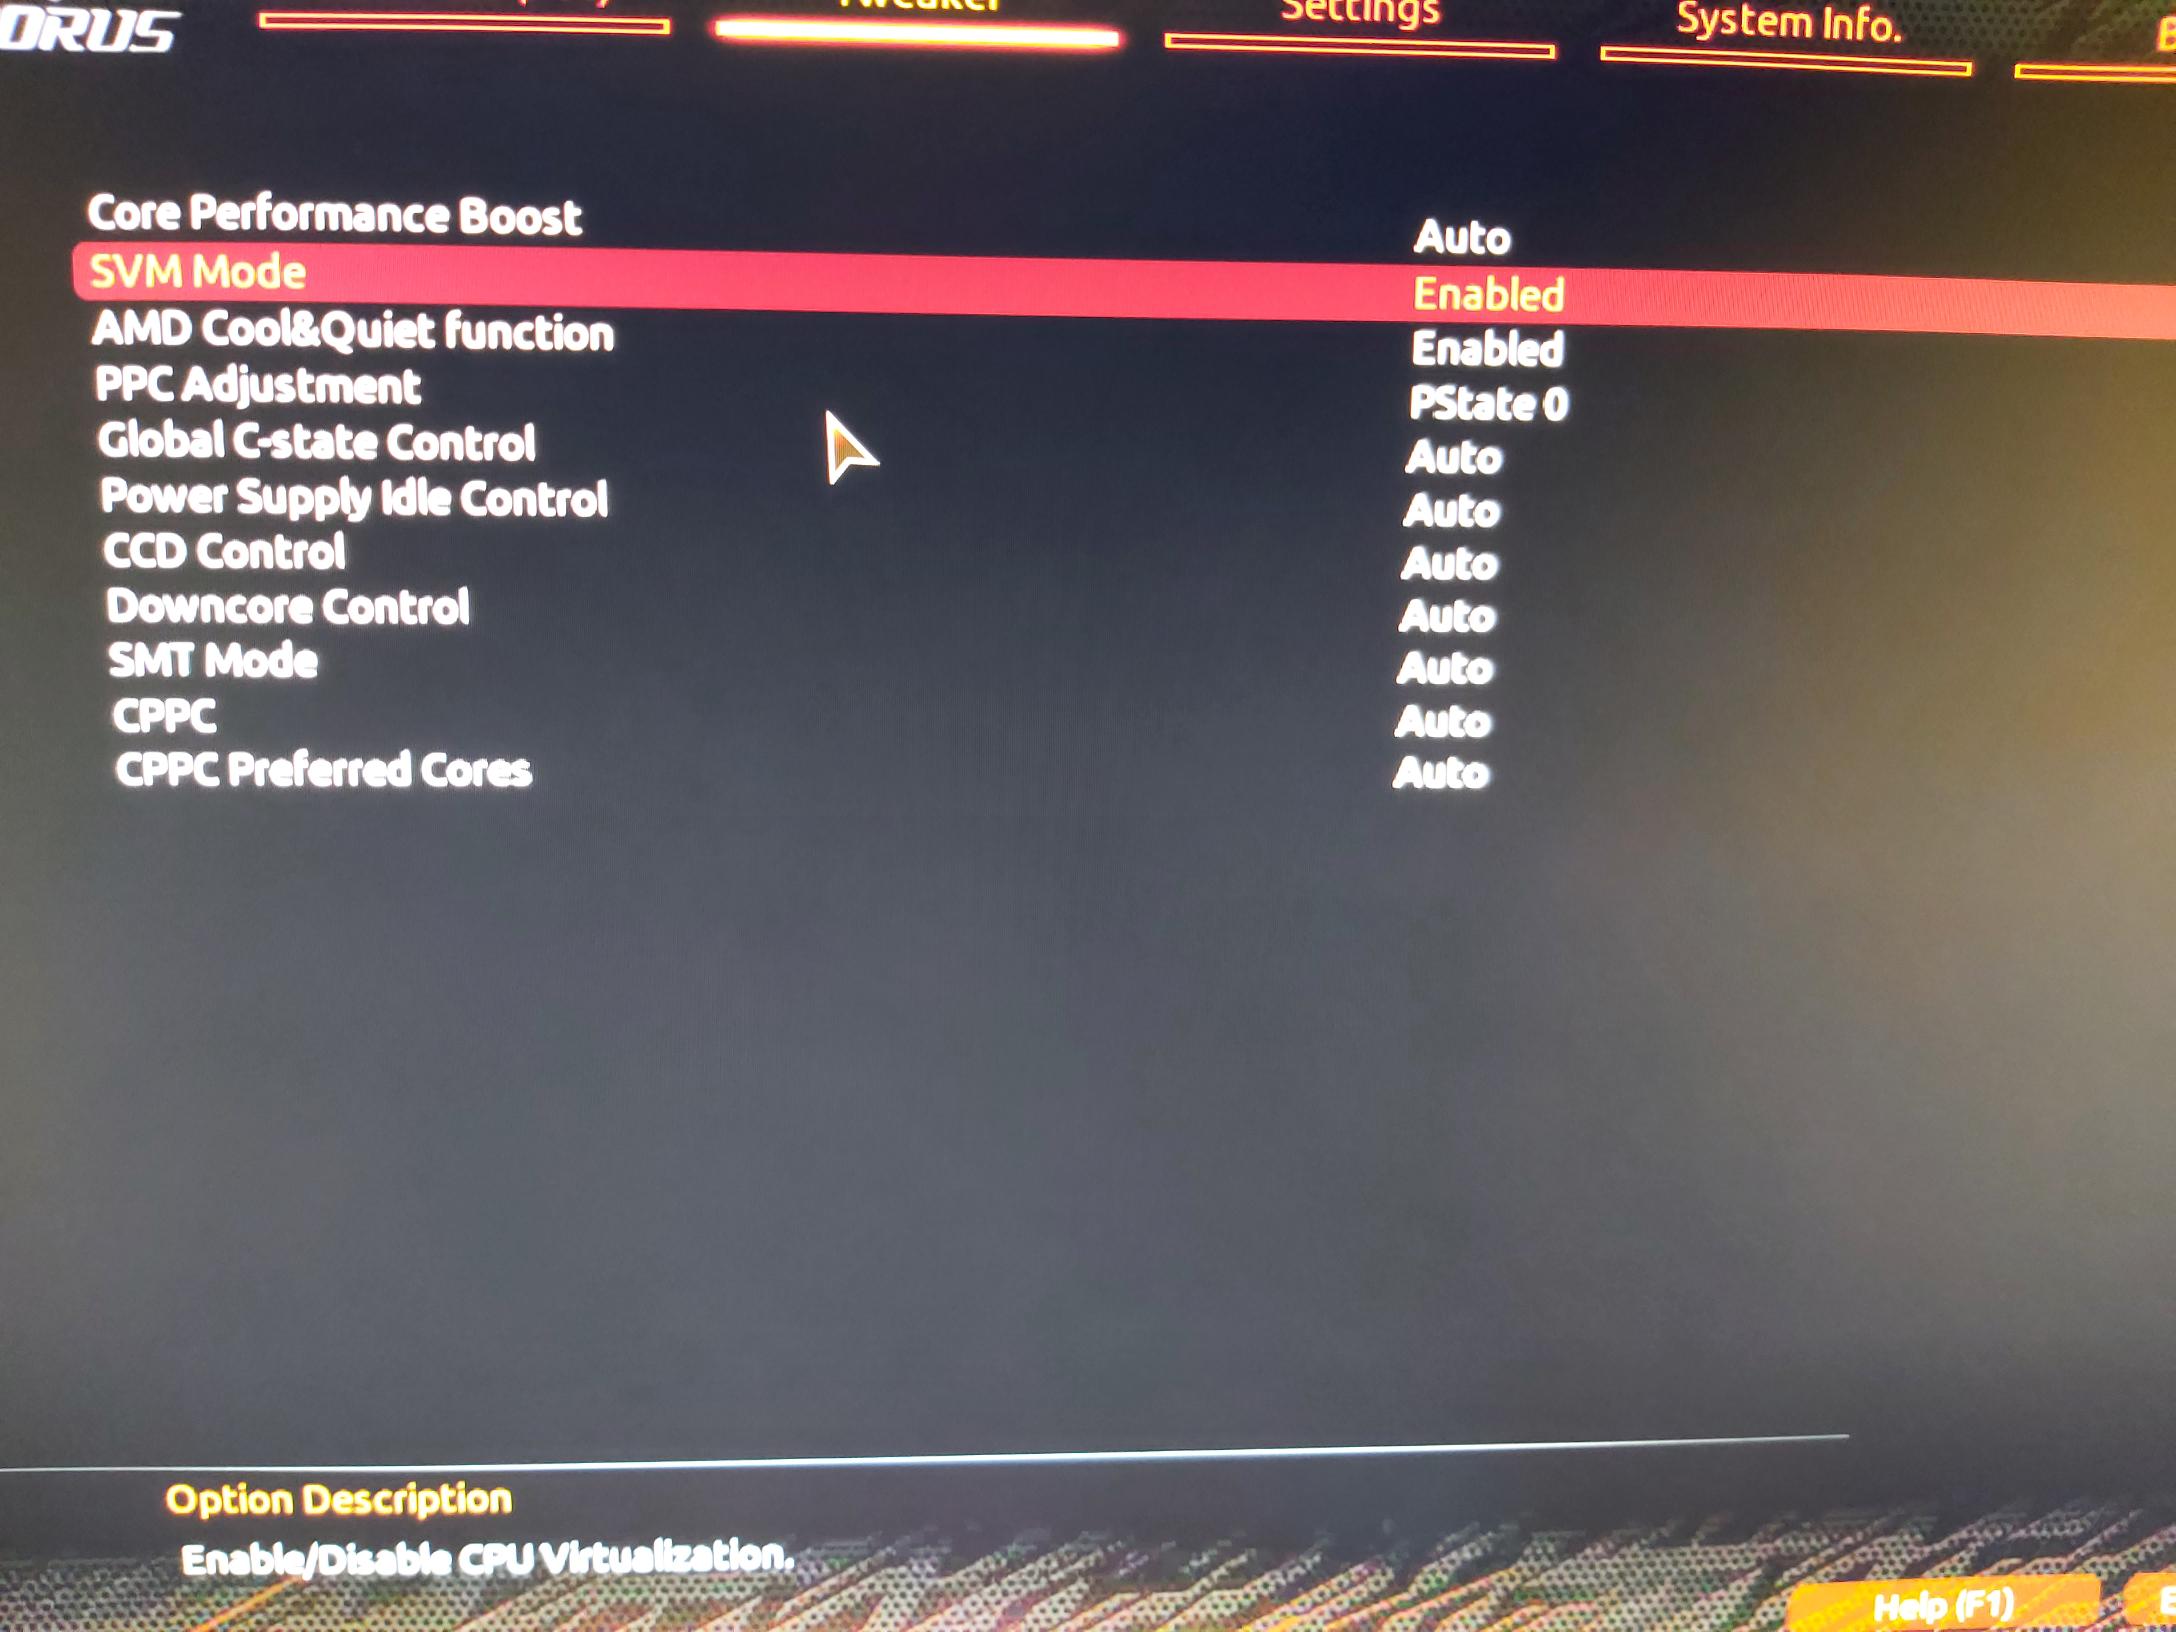 ORUS
Tweaker
Settings
System Info.
Core Performance Boost Auto
SVM Mode Enabled
AMD Cool&Quiet function Enabled
PPC Adjustment PState 0
Global C-state Control Auto
Power Supply Idle Control Auto
CCD Control Auto
Downcore Control Auto
SMT Mode Auto
CPPC Auto
CPPC Preferred Cores Auto
Option Description
Enable/Disable CPU Virtualization.
Help (F1)